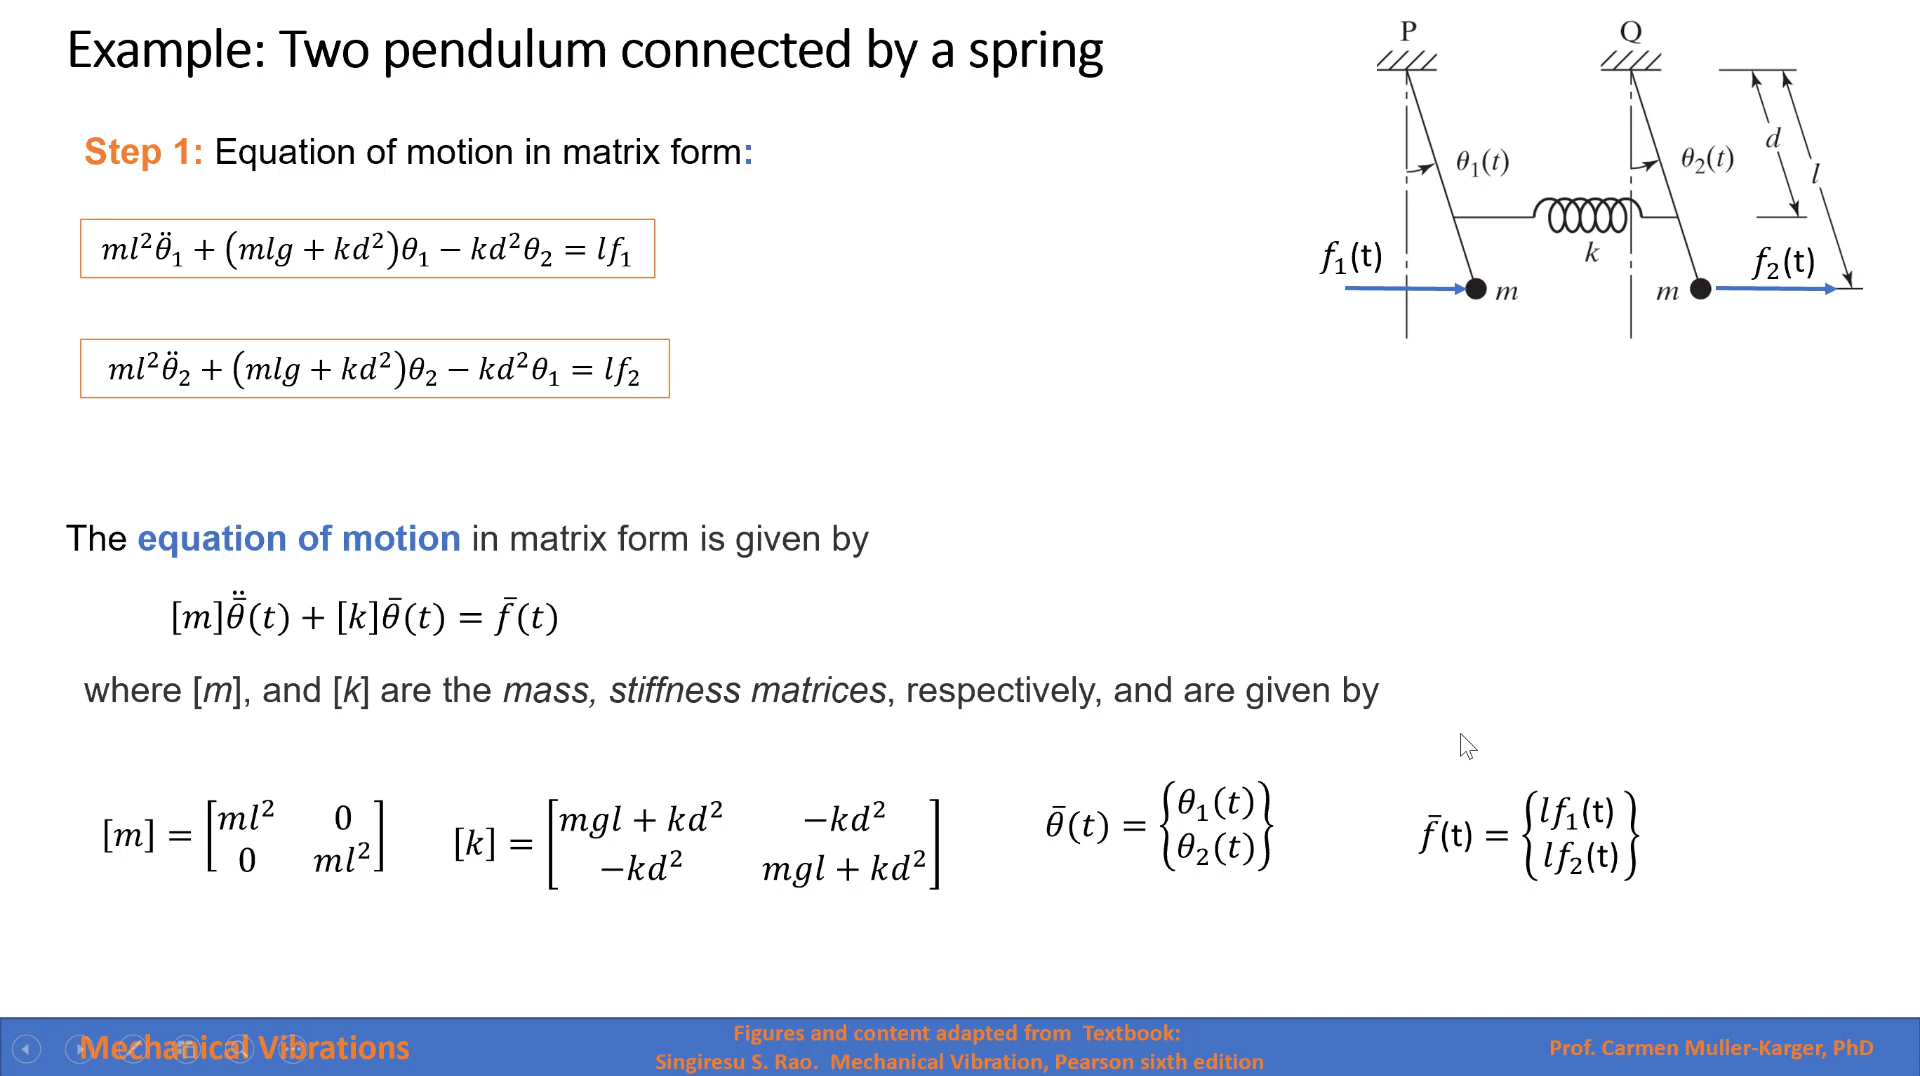 Example: Two pendulum connected by a spring
Step 1: Equation of motion in matrix form:
ml²θ̈₁ + (mlg + kd²)θ₁ − kd²θ₂ = lf₁
ml²θ̈₂ + (mlg + kd²)θ₂ − kd²θ₁ = lf₂
P
Q
θ₁(t)
θ₂(t)
d
l
k
f₁(t)
f₂(t)
m
m
The equation of motion in matrix form is given by
[m]θ̄̈(t) + [k]θ̄(t) = f̄(t)
where [m], and [k] are the mass, stiffness matrices, respectively, and are given by
[m] = [ml² 0
0 ml²]
[k] = [mgl + kd² −kd²
−kd² mgl + kd²]
θ̄(t) = {θ₁(t)
θ₂(t)}
f̄(t) = {lf₁(t)
lf₂(t)}
Mechanical Vibrations
Figures and content adapted from Textbook:
Singiresu S. Rao. Mechanical Vibration, Pearson sixth edition
Prof. Carmen Muller-Karger, PhD